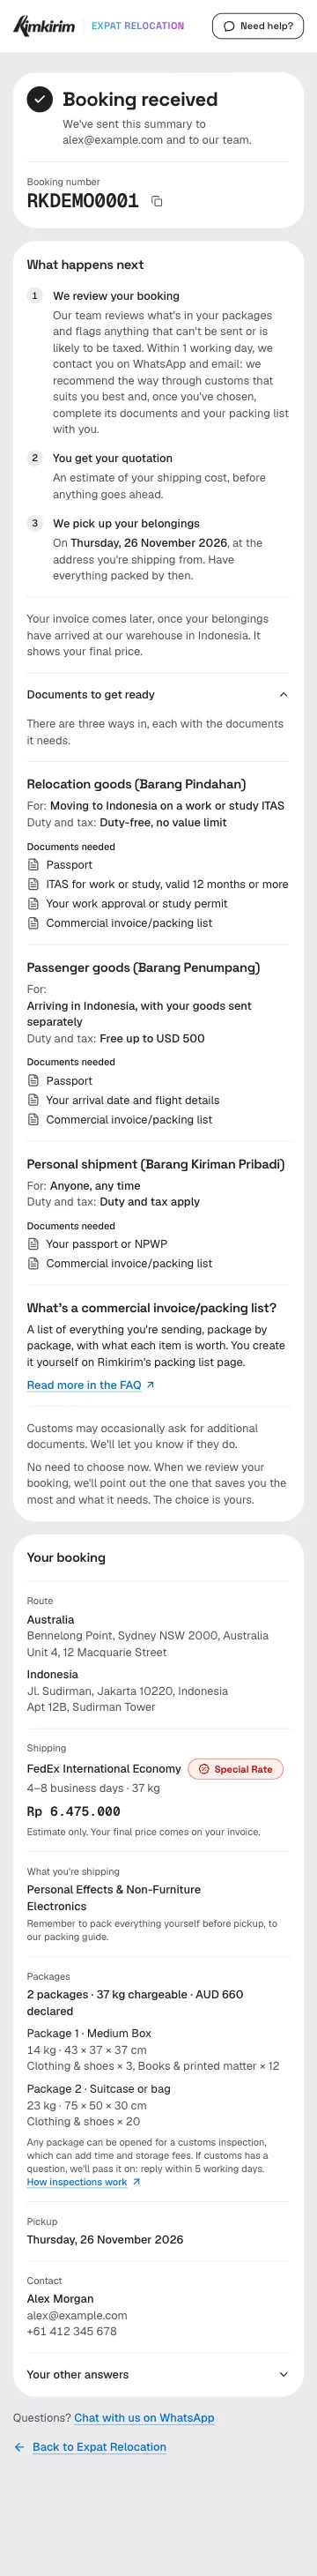 Rimkirim
EXPAT RELOCATION
Need help?
Booking received
We've sent this summary to
alex@example.com and to our team.
Booking number
RKDEMO0001
What happens next
1
We review your booking
Our team reviews what's in your packages
and flags anything that can't be sent or is
likely to be taxed. Within 1 working day, we
contact you on WhatsApp and email: we
recommend the way through customs that
suits you best and, once you've chosen,
complete its documents and your packing list
with you.
2
You get your quotation
An estimate of your shipping cost, before
anything goes ahead.
3
We pick up your belongings
On Thursday, 26 November 2026, at the
address you're shipping from. Have
everything packed by then.
Your invoice comes later, once your belongings
have arrived at our warehouse in Indonesia. It
shows your final price.
Documents to get ready
There are three ways in, each with the documents
it needs.
Relocation goods (Barang Pindahan)
For: Moving to Indonesia on a work or study ITAS
Duty and tax: Duty-free, no value limit
Documents needed
Passport
ITAS for work or study, valid 12 months or more
Your work approval or study permit
Commercial invoice/packing list
Passenger goods (Barang Penumpang)
For:
Arriving in Indonesia, with your goods sent
separately
Duty and tax: Free up to USD 500
Documents needed
Passport
Your arrival date and flight details
Commercial invoice/packing list
Personal shipment (Barang Kiriman Pribadi)
For: Anyone, any time
Duty and tax: Duty and tax apply
Documents needed
Your passport or NPWP
Commercial invoice/packing list
What's a commercial invoice/packing list?
A list of everything you're sending, package by
package, with what each item is worth. You create
it yourself on Rimkirim's packing list page.
Read more in the FAQ
Customs may occasionally ask for additional
documents. We'll let you know if they do.
No need to choose now. When we review your
booking, we'll point out the one that saves you the
most and what it needs. The choice is yours.
Your booking
Route
Australia
Bennelong Point, Sydney NSW 2000, Australia
Unit 4, 12 Macquarie Street
Indonesia
Jl. Sudirman, Jakarta 10220, Indonesia
Apt 12B, Sudirman Tower
Shipping
FedEx International Economy
Special Rate
4–8 business days · 37 kg
Rp 6.475.000
Estimate only. Your final price comes on your invoice.
What you're shipping
Personal Effects & Non-Furniture
Electronics
Remember to pack everything yourself before pickup, to
our packing guide.
Packages
2 packages · 37 kg chargeable · AUD 660
declared
Package 1 · Medium Box
14 kg · 43 × 37 × 37 cm
Clothing & shoes × 3, Books & printed matter × 12
Package 2 · Suitcase or bag
23 kg · 75 × 50 × 30 cm
Clothing & shoes × 20
Any package can be opened for a customs inspection,
which can add time and storage fees. If customs has a
question, we'll pass it on: reply within 5 working days.
How inspections work
Pickup
Thursday, 26 November 2026
Contact
Alex Morgan
alex@example.com
+61 412 345 678
Your other answers
Questions? Chat with us on WhatsApp
Back to Expat Relocation